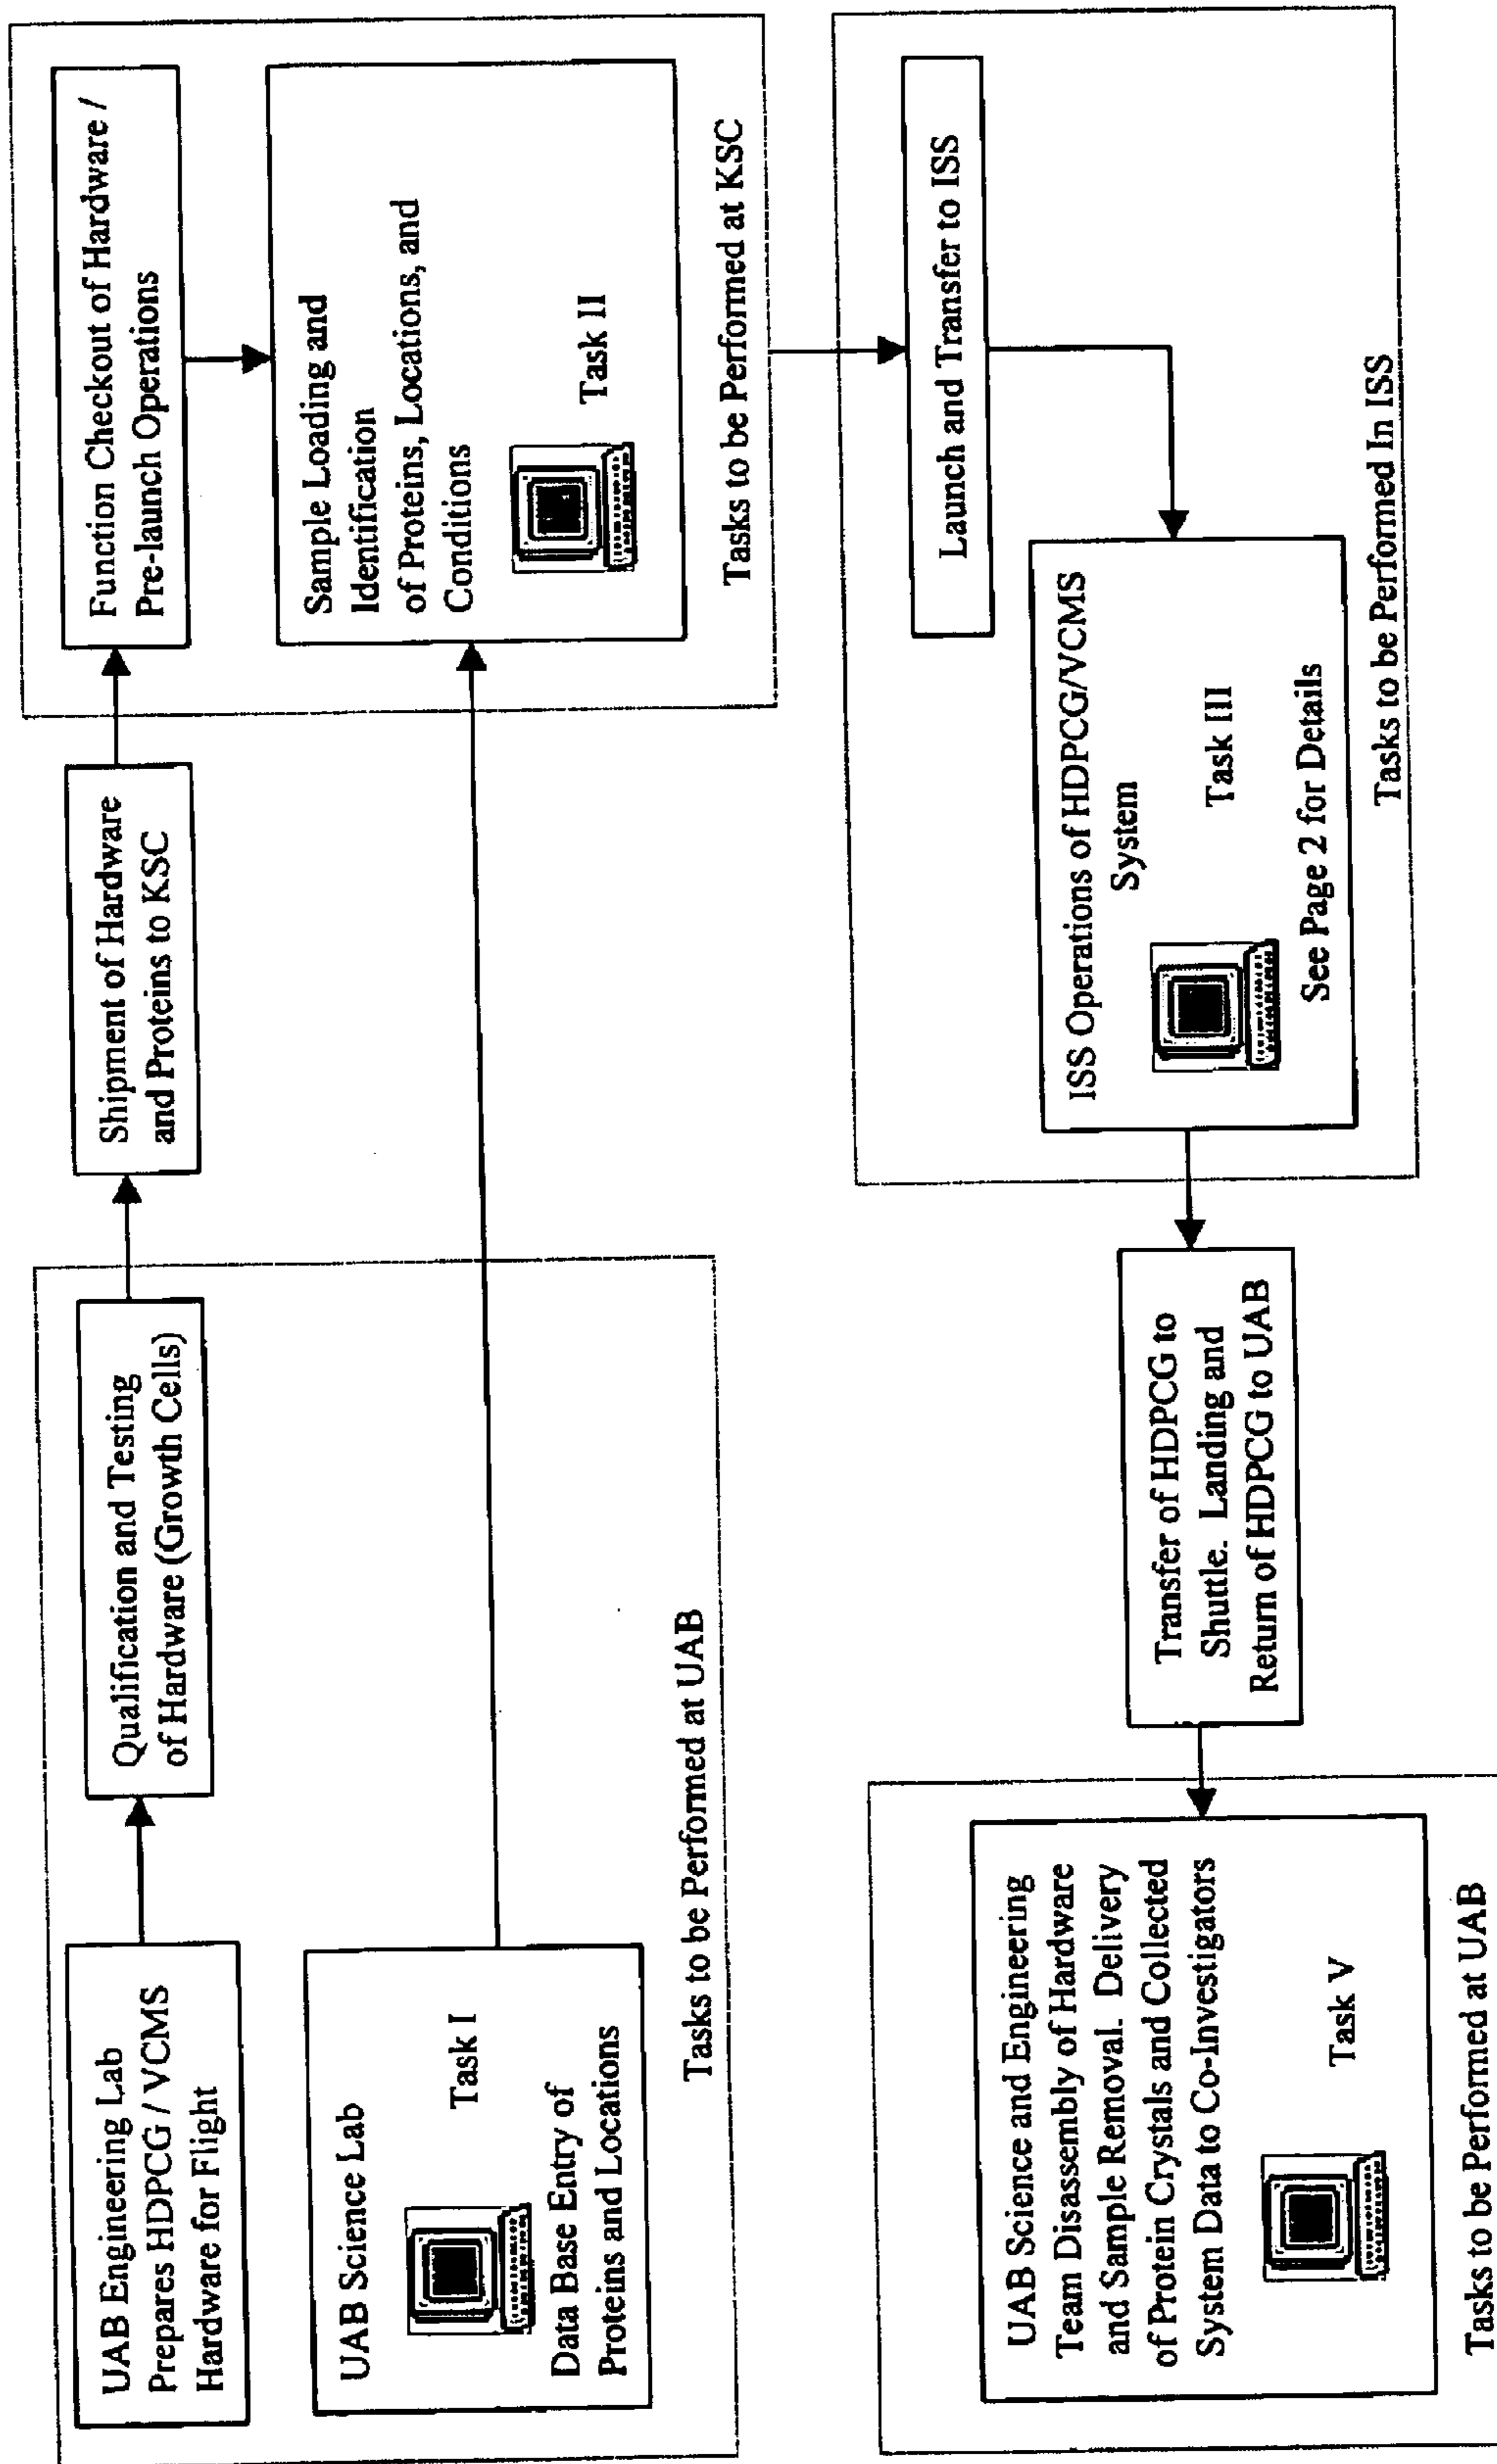 UAB Engineering Lab
Prepares HDPCG / VCMS
Hardware for Flight
Qualification and Testing
of Hardware (Growth Cells)
Shipment of Hardware
and Proteins to KSC
Function Checkout of Hardware /
Pre-launch Operations
UAB Science Lab
Task I
Data Base Entry of
Proteins and Locations
Tasks to be Performed at UAB
Sample Loading and
Identification
of Proteins, Locations, and
Conditions
Task II
Tasks to be Performed at KSC
Launch and Transfer to ISS
ISS Operations of HDPCG/VCMS
System
Task III
See Page 2 for Details
Tasks to be Performed In ISS
Transfer of HDPCG to
Shuttle. Landing and
Return of HDPCG to UAB
UAB Science and Engineering
Team Disassembly of Hardware
and Sample Removal. Delivery
of Protein Crystals and Collected
System Data to Co-Investigators
Task V
Tasks to be Performed at UAB